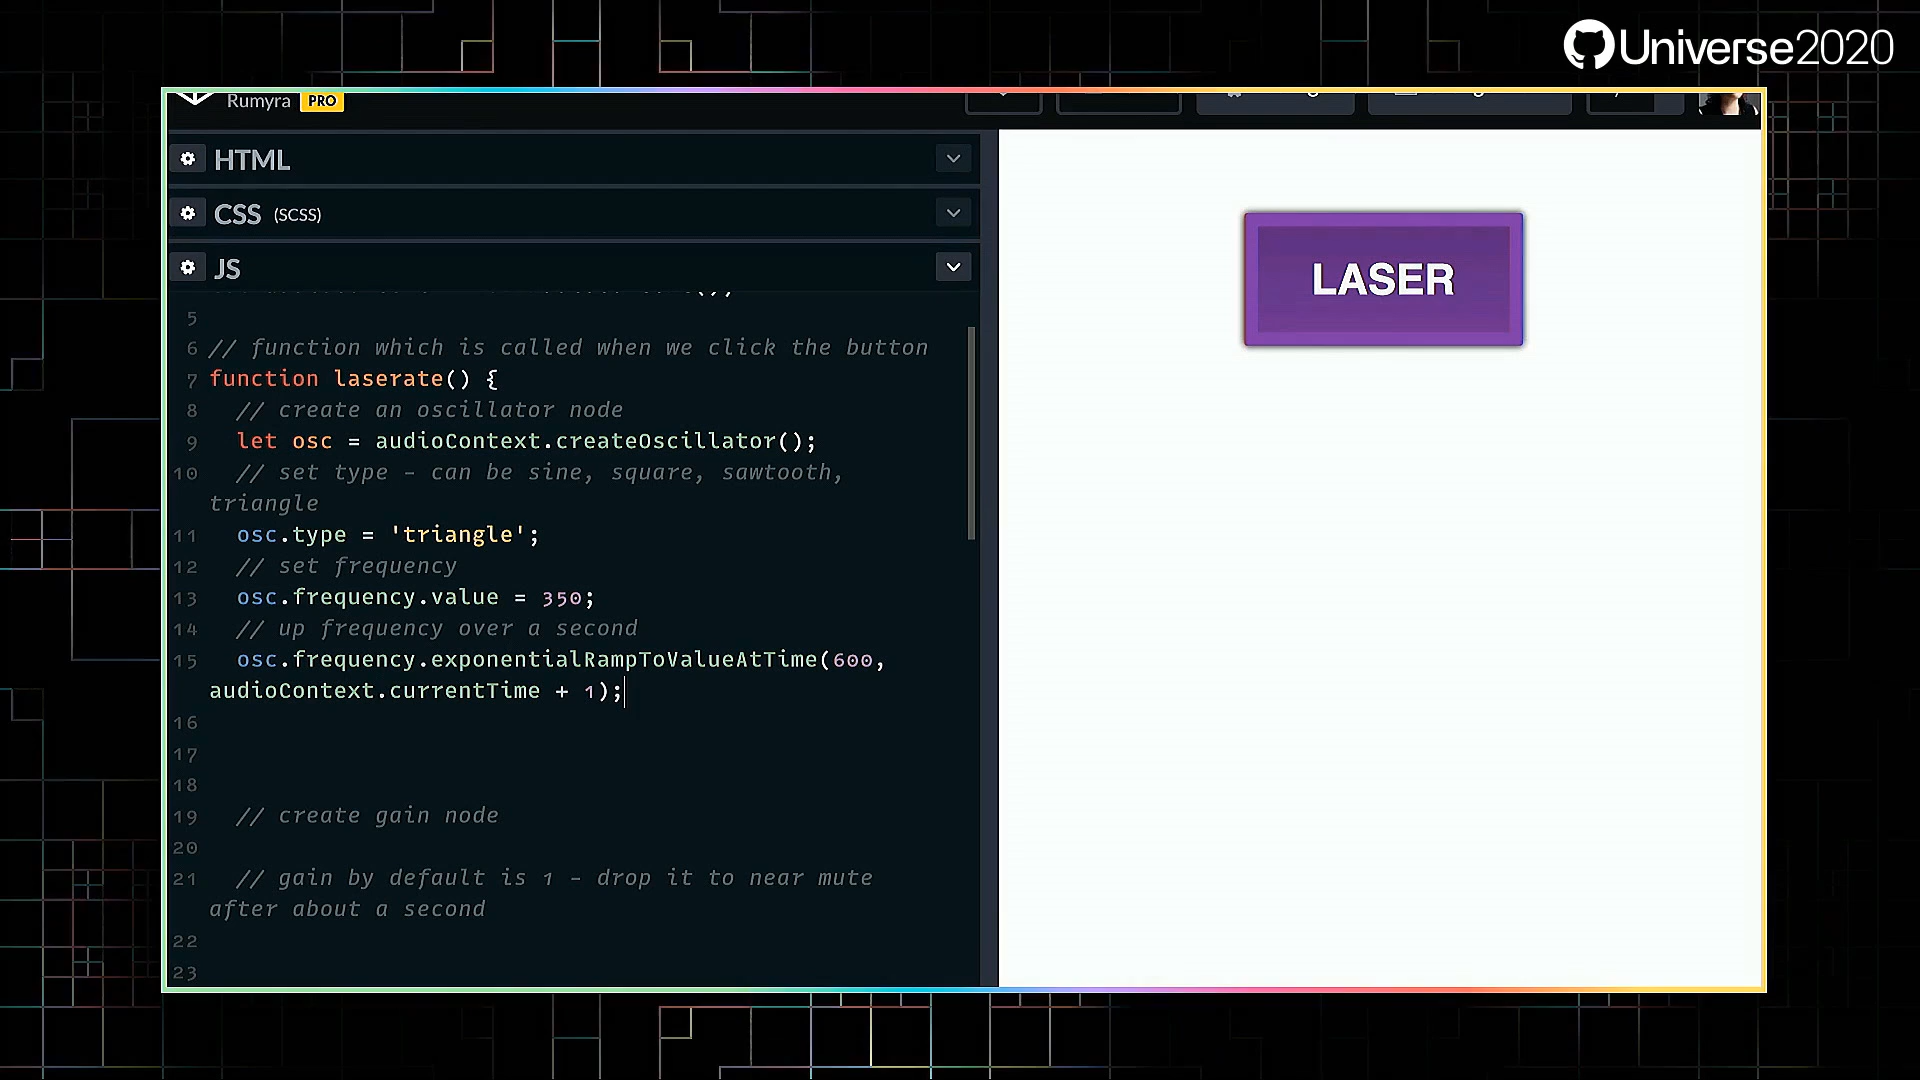 Universe2020
Rumyra PRO
HTML
CSS (SCSS)
JS
5
6 // function which is called when we click the button
7 function laserate() {
8 // create an oscillator node
9 let osc = audioContext.createOscillator();
10 // set type - can be sine, square, sawtooth,
triangle
11 osc.type = 'triangle';
12 // set frequency
13 osc.frequency.value = 350;
14 // up frequency over a second
15 osc.frequency.exponentialRampToValueAtTime(600,
audioContext.currentTime + 1);
16
17
18
19 // create gain node
20
21 // gain by default is 1 - drop it to near mute
after about a second
22
23
LASER